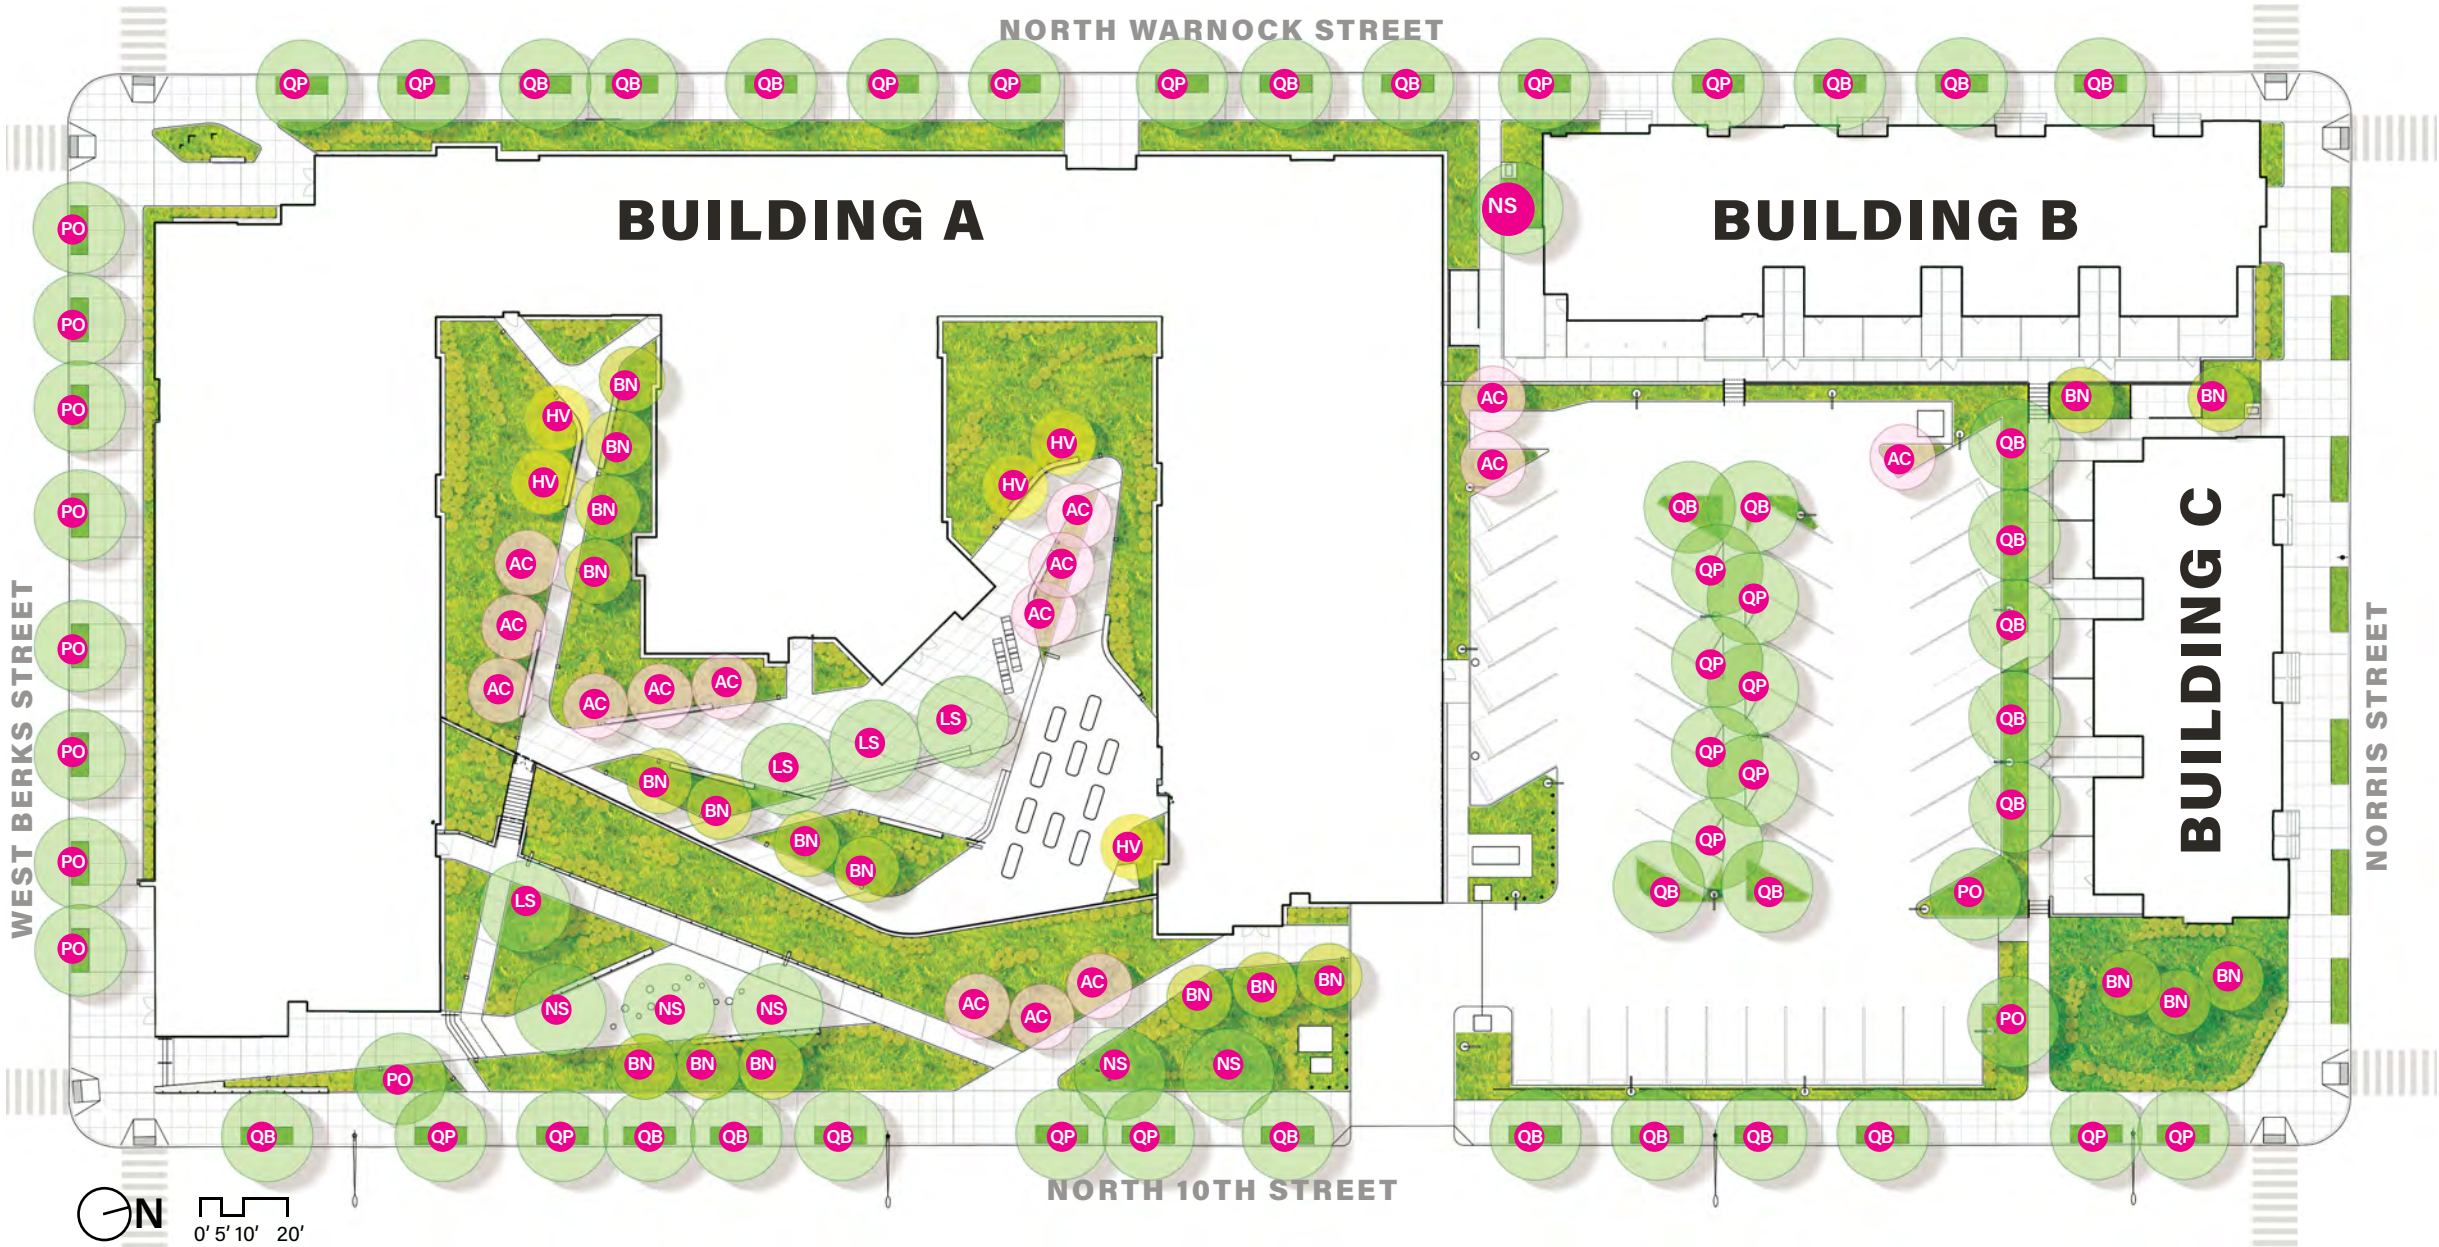 NORTH WARNOCK STREET
QP QP QB QB QB QP QP QP QB QB QP QP QB QB QB
BUILDING A
NS
BUILDING B
PO
PO
PO
PO
PO
PO
PO
PO
WEST BERKS STREET
BN
HV
BN
HV
BN
AC
BN
AC
AC
AC
AC
AC
HV
HV
AC
AC
AC
LS
LS
LS
BN
BN
BN
BN
HV
LS
NS
NS
NS
BN
BN
BN
PO
AC
AC
AC
BN
BN
BN
NS
NS
AC
AC
AC
BN
BN
QB
QB
QB
QB
QB
QB
QB
QP
QP
QP
QP
QP
QP
QP
QB
QB
PO
PO
BUILDING C
NORRIS STREET
BN
BN
BN
QB QP QP QB QB QB QP QP QB QB QB QB QB QP QP
NORTH 10TH STREET
N
0' 5' 10' 20'